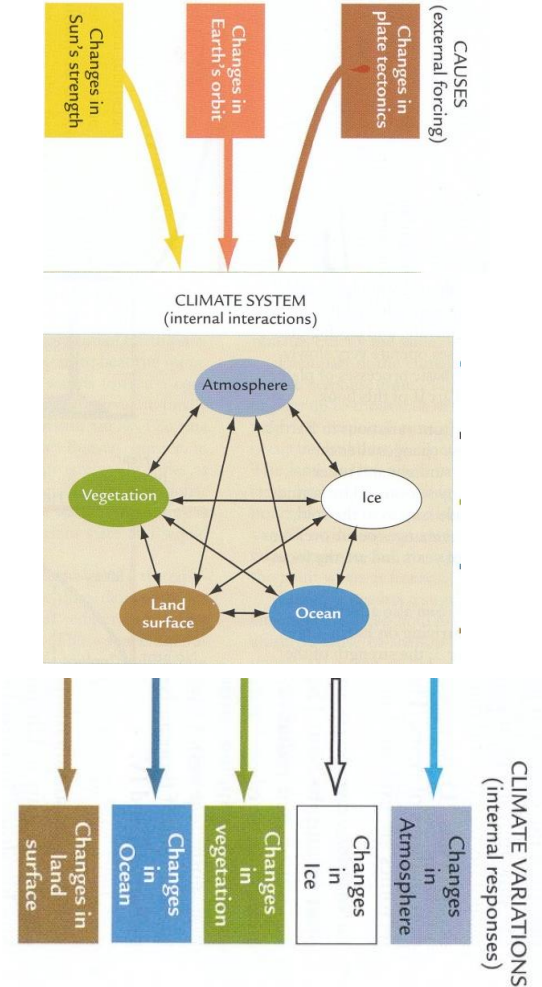 CAUSES
(external forcing)
Changes in
plate tectonics
Changes in
Earth's orbit
Changes in
Sun's strength
CLIMATE SYSTEM
(internal interactions)
Atmosphere
Vegetation
Ice
Land
surface
Ocean
CLIMATE VARIATIONS
(internal responses)
Changes
in
Atmosphere
Changes
in
Ice
Changes
in
vegetation
Changes
in
Ocean
Changes in
land
surface